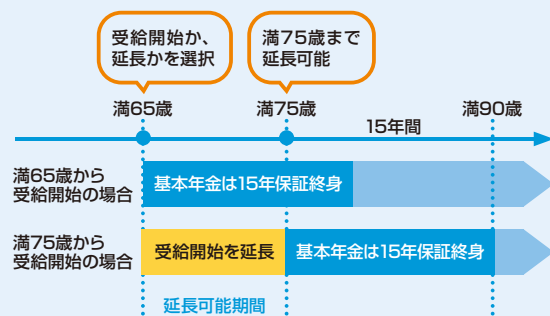 受給開始か、
延長かを選択
満75歳まで
延長可能
満65歳
満75歳
満90歳
15年間
満65歳から
受給開始の場合
基本年金は15年保証終身
満75歳から
受給開始の場合
受給開始を延長
基本年金は15年保証終身
延長可能期間